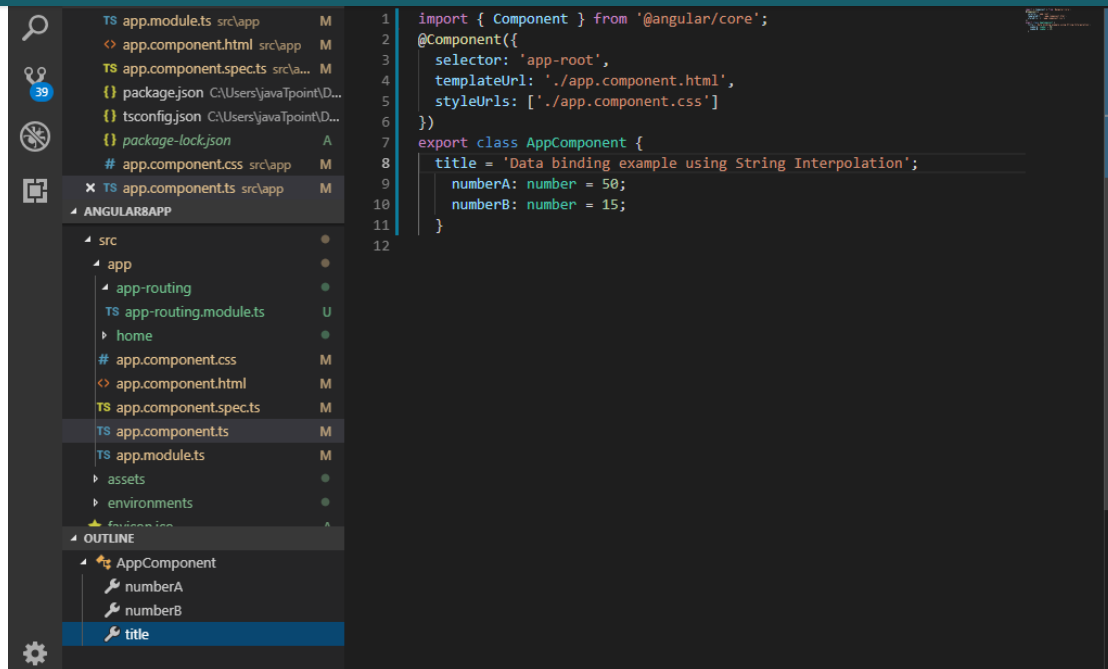 TS app.module.ts src\app M
<> app.component.html src\app M
TS app.component.spec.ts src\a... M
{} package.json C:\Users\javaTpoint\D...
{} tsconfig.json C:\Users\javaTpoint\D...
{} package-lock.json A
# app.component.css src\app M
TS app.component.ts src\app M
39
ANGULAR8APP
src
app
app-routing
TS app-routing.module.ts U
home
# app.component.css M
<> app.component.html M
TS app.component.spec.ts M
TS app.component.ts M
TS app.module.ts M
assets
environments
favicon.ico A
OUTLINE
AppComponent
numberA
numberB
title
1 import { Component } from '@angular/core';
2 @Component({
3 selector: 'app-root',
4 templateUrl: './app.component.html',
5 styleUrls: ['./app.component.css']
6 })
7 export class AppComponent {
8 title = 'Data binding example using String Interpolation';
9 numberA: number = 50;
10 numberB: number = 15;
11 }
12